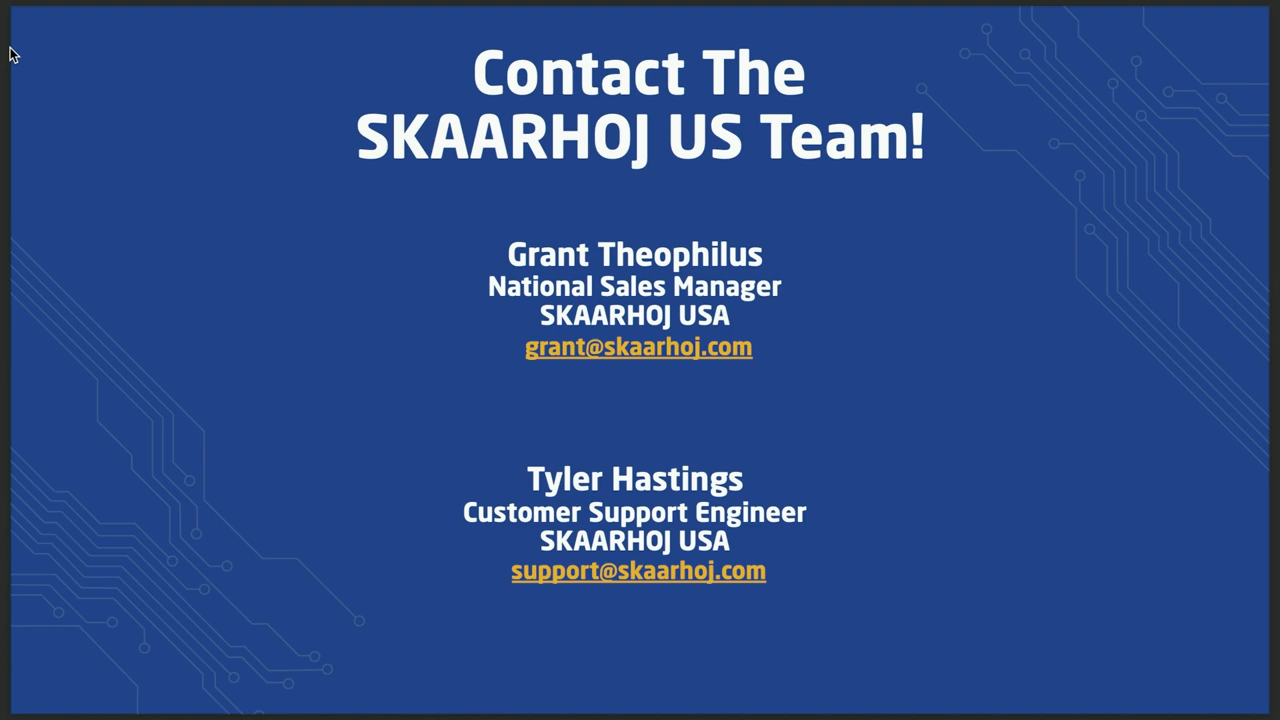 Contact The
SKAARHOJ US Team!
Grant Theophilus
National Sales Manager
SKAARHOJ USA
grant@skaarhoj.com
Tyler Hastings
Customer Support Engineer
SKAARHOJ USA
support@skaarhoj.com